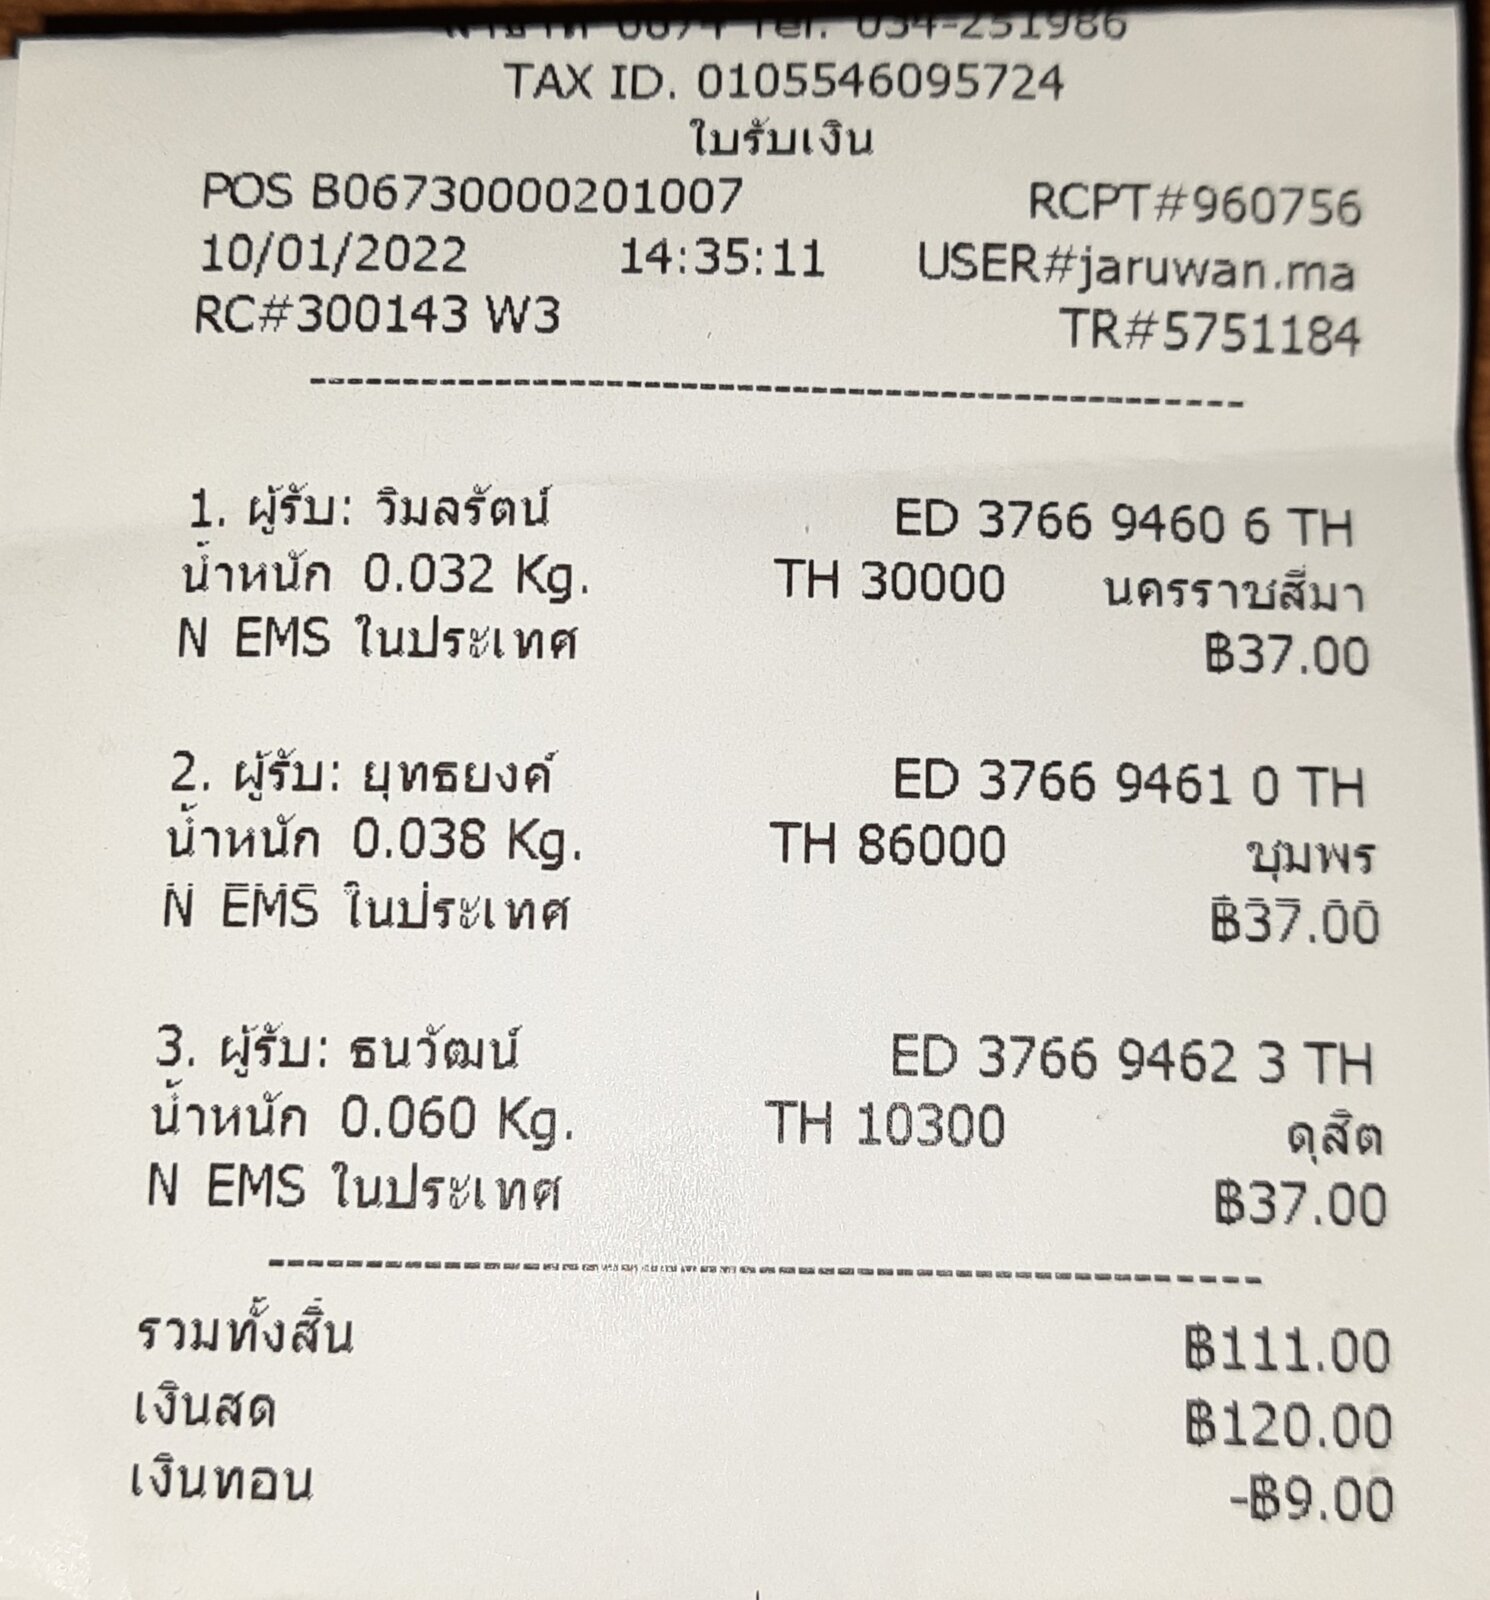 Tel. 034-251986
TAX ID. 0105546095724
ใบรับเงิน
POS B06730000201007 RCPT#960756
10/01/2022 14:35:11 USER#jaruwan.ma
RC#300143 W3 TR#5751184
1. ผู้รับ: วิมลรัตน์ ED 3766 9460 6 TH
น้ำหนัก 0.032 Kg. TH 30000 นครราชสีมา
N EMS ในประเทศ ฿37.00
2. ผู้รับ: ยุทธยงค์ ED 3766 9461 0 TH
น้ำหนัก 0.038 Kg. TH 86000 ชุมพร
N EMS ในประเทศ ฿37.00
3. ผู้รับ: ธนวัฒน์ ED 3766 9462 3 TH
น้ำหนัก 0.060 Kg. TH 10300 ดุสิต
N EMS ในประเทศ ฿37.00
รวมทั้งสิ้น ฿111.00
เงินสด ฿120.00
เงินทอน -฿9.00